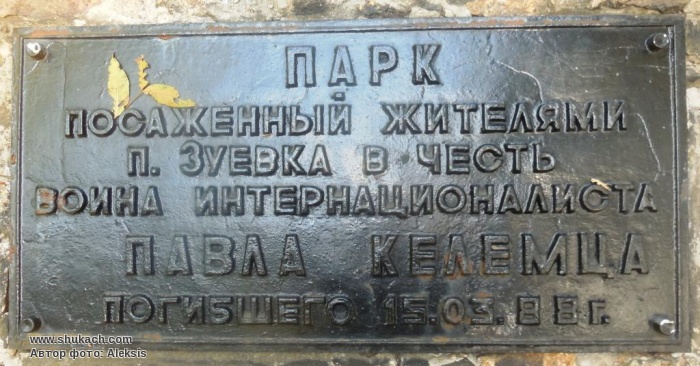 ПАРК
ПОСАЖЕННЫЙ ЖИТЕЛЯМИ
П. ЗУЕВКА В ЧЕСТЬ
ВОИНА ИНТЕРНАЦИОНАЛИСТА
ПАВЛА КЕЛЕМЦА
ПОГИБШЕГО 15.03.88г.
www.shukach.com
Автор фото: Aleksis